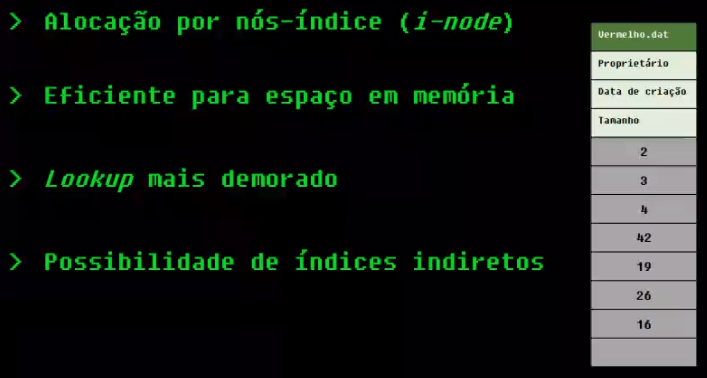 > Alocação por nós-índice (i-node)
> Eficiente para espaço em memória
> Lookup mais demorado
> Possibilidade de índices indiretos
Vermelho.dat
Proprietário
Data de criação
Tamanho
2
3
4
42
19
26
16